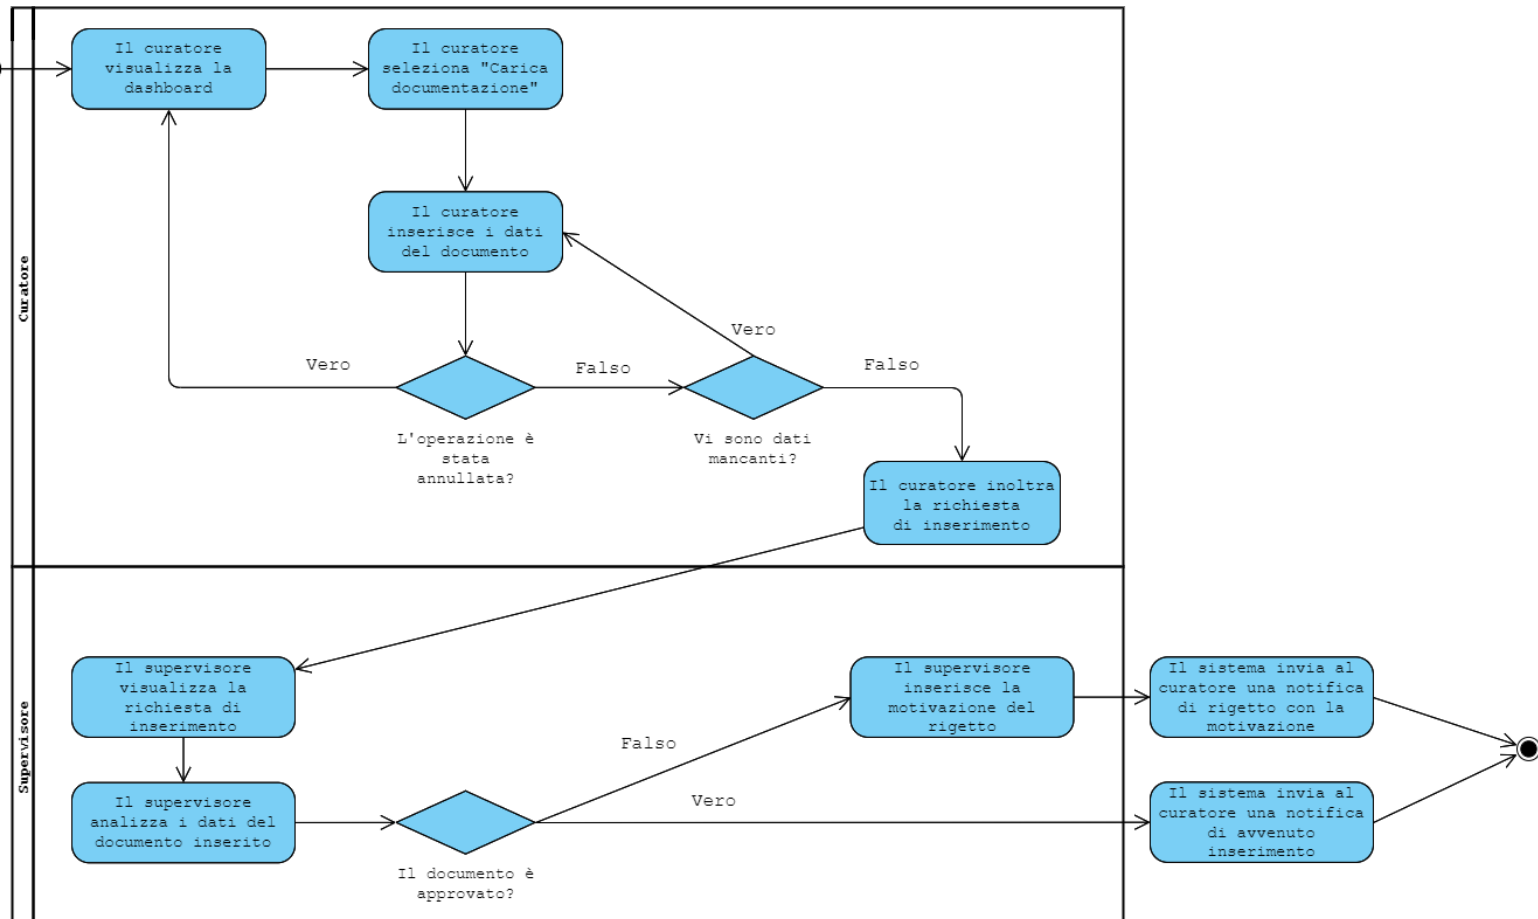 Il curatore
visualizza la
dashboard
Il curatore
seleziona "Carica
documentazione"
Il curatore
inserisce i dati
del documento
Curatore
Vero
Vero
Falso
Falso
L'operazione è
stata
annullata?
Vi sono dati
mancanti?
Il curatore inoltra
la richiesta
di inserimento
Il supervisore
visualizza la
richiesta di
inserimento
Il supervisore
inserisce la
motivazione del
rigetto
Il sistema invia al
curatore una notifica
di rigetto con la
motivazione
Supervisore
Falso
Vero
Il supervisore
analizza i dati del
documento inserito
Il documento è
approvato?
Il sistema invia al
curatore una notifica
di avvenuto
inserimento